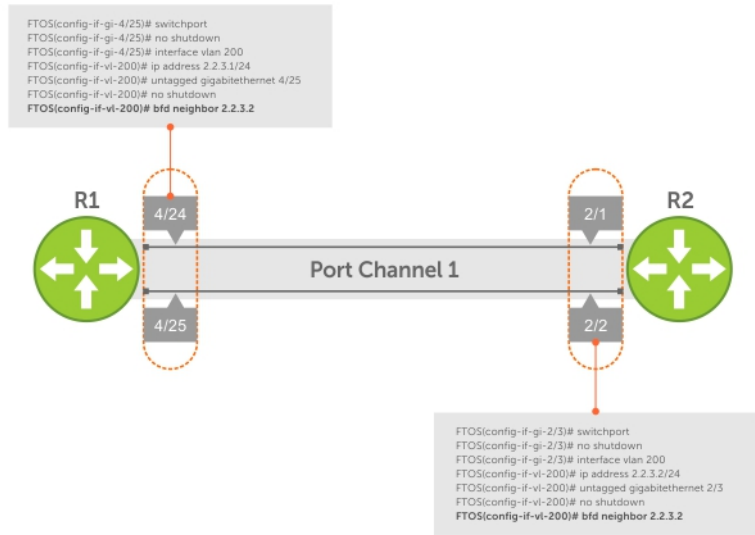 FTOS(config-if-gi-4/25)# switchport
FTOS(config-if-gi-4/25)# no shutdown
FTOS(config-if-gi-4/25)# interface vlan 200
FTOS(config-if-vl-200)# ip address 2.2.3.1/24
FTOS(config-if-vl-200)# untagged gigabitethernet 4/25
FTOS(config-if-vl-200)# no shutdown
FTOS(config-if-vl-200)# bfd neighbor 2.2.3.2
R1
4/24
2/1
R2
Port Channel 1
4/25
2/2
FTOS(config-if-gi-2/3)# switchport
FTOS(config-if-gi-2/3)# no shutdown
FTOS(config-if-gi-2/3)# interface vlan 200
FTOS(config-if-vl-200)# ip address 2.2.3.2/24
FTOS(config-if-vl-200)# untagged gigabitethernet 2/3
FTOS(config-if-vl-200)# no shutdown
FTOS(config-if-vl-200)# bfd neighbor 2.2.3.2